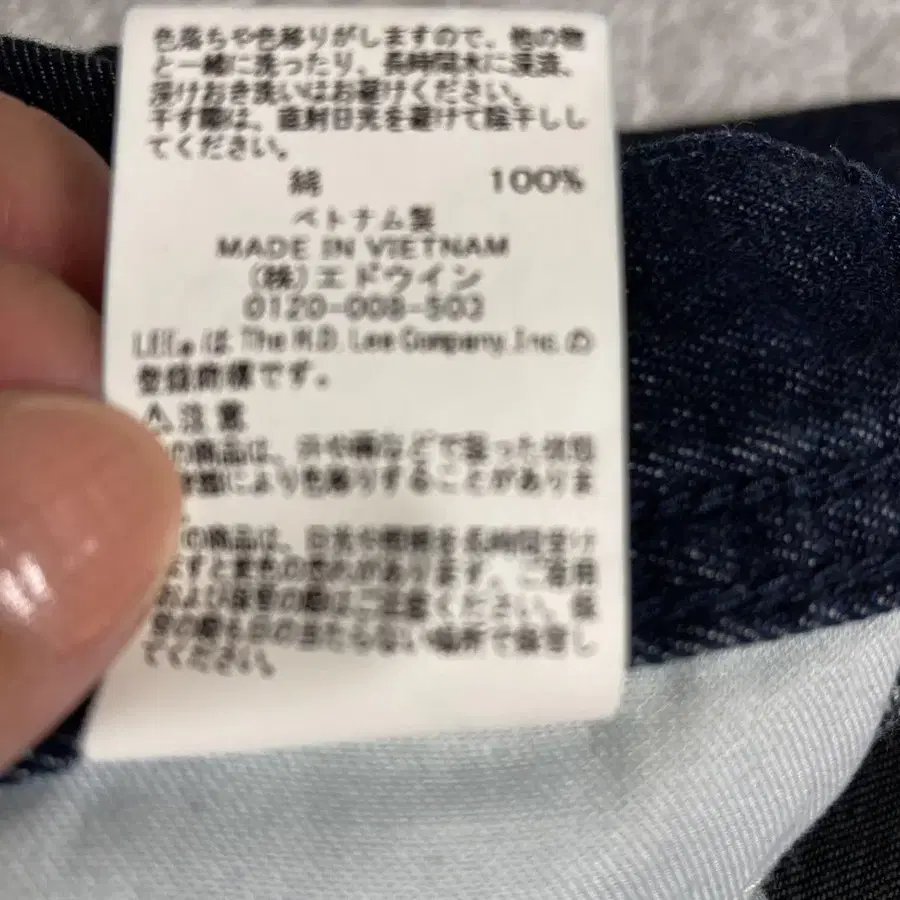 色落ちや色移りがしますので、他の物
と一緒に洗ったり、長時間水に浸漬、
漬けおき洗いはお避けください。
干す際は、直射日光を避けて陰干しし
てください。
綿 100%
ベトナム製
MADE IN VIETNAM
(株)エドウイン
0120-008-503
LEE®は The H.D. Lee Company, Inc.の
登録商標です。
⚠注意
の商品は、汗や雨などで湿った状態
により色移りすることがありま
の商品は、日光や照明を長時間受け
ますと変色の恐れがあります。ご着用
および保管の際はご注意ください。保
管の際も日の当たらない場所で保管し
てください。